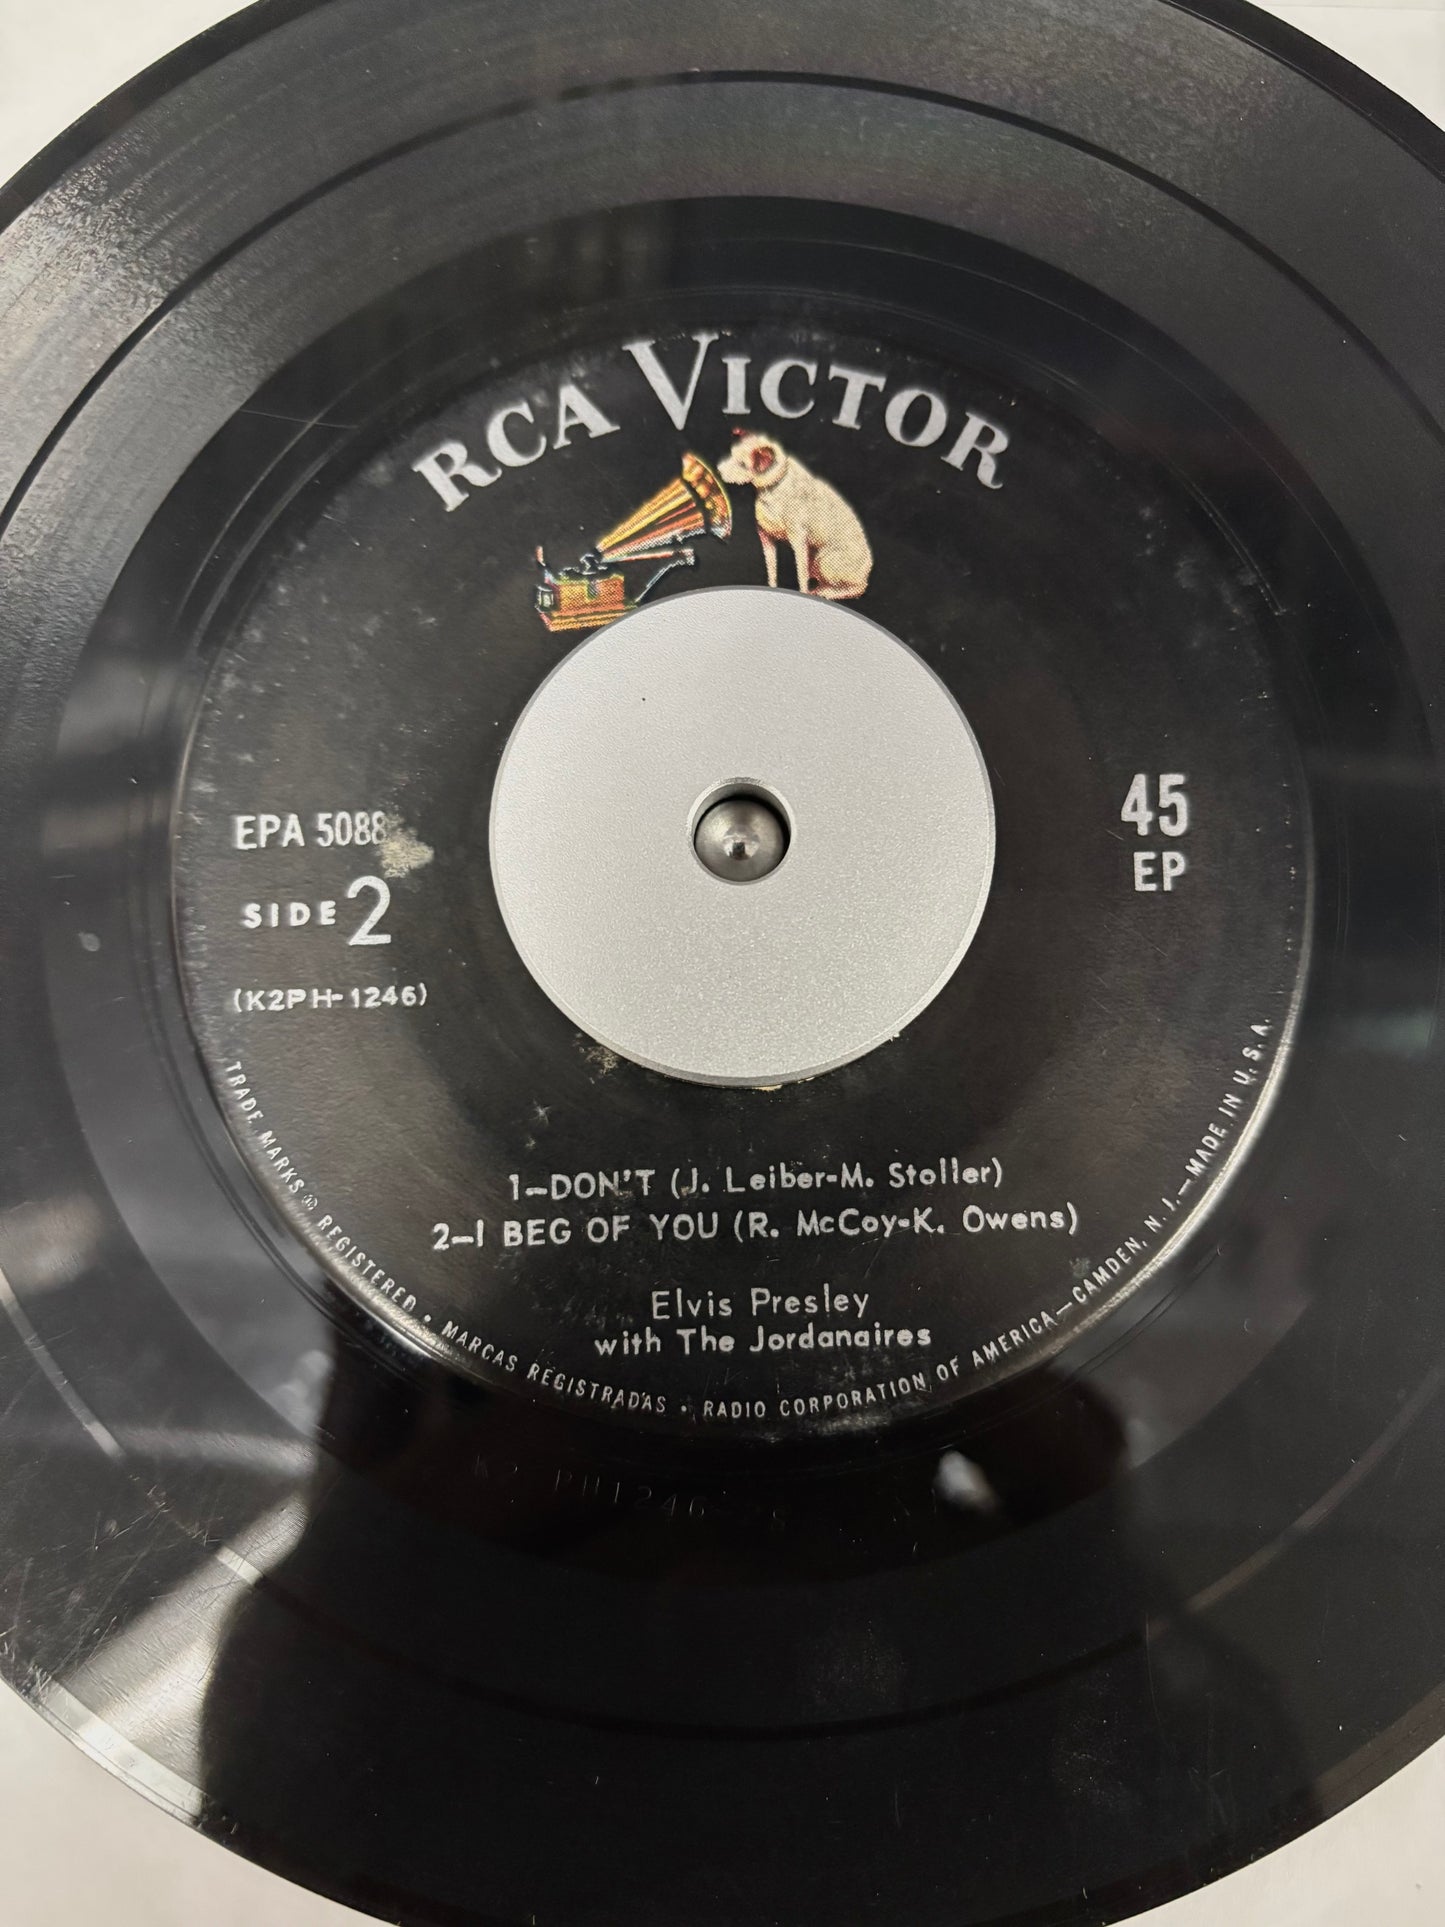 RCA VICTOR
EPA 5088
SIDE 2
(K2PH-1246)
45
EP
1-DON'T (J. Leiber-M. Stoller)
2-I BEG OF YOU (R. McCoy-K. Owens)
Elvis Presley
with The Jordanaires
TRADE MARKS ® REGISTERED • MARCAS REGISTRADAS • RADIO CORPORATION OF AMERICA—CAMDEN, N. J.—MADE IN U.S.A.